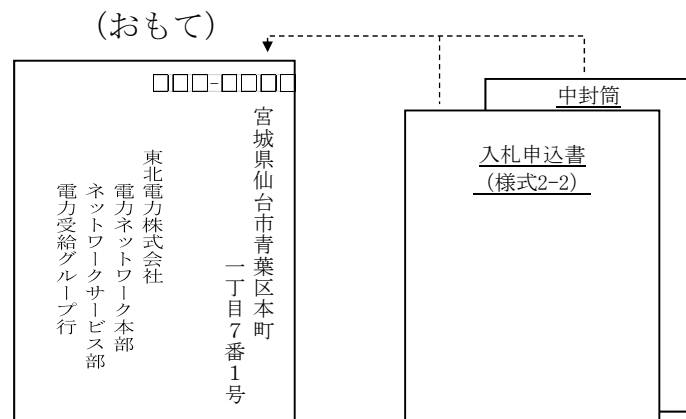 (おもて)
□□□-□□□□
宮城県仙台市青葉区本町
一丁目7番1号
東北電力株式会社
電力ネットワーク本部
ネットワークサービス部
電力受給グループ行
中封筒
入札申込書
(様式2-2)